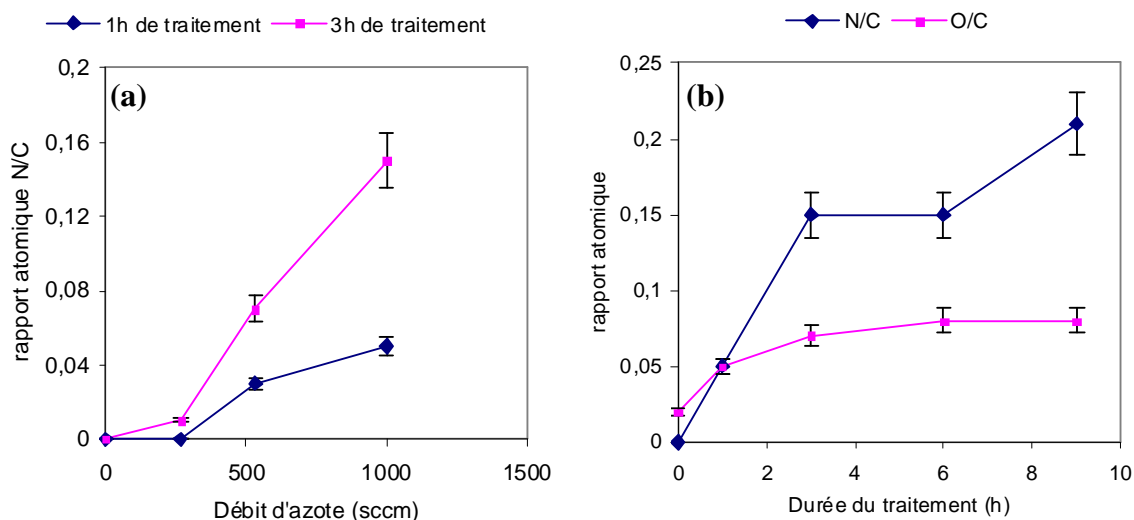 1h de traitement 3h de traitement
(a)
rapport atomique N/C
0,2
0,16
0,12
0,08
0,04
0
0 500 1000 1500
Débit d'azote (sccm)
N/C O/C
(b)
rapport atomique
0,25
0,2
0,15
0,1
0,05
0
0 2 4 6 8 10
Durée du traitement (h)